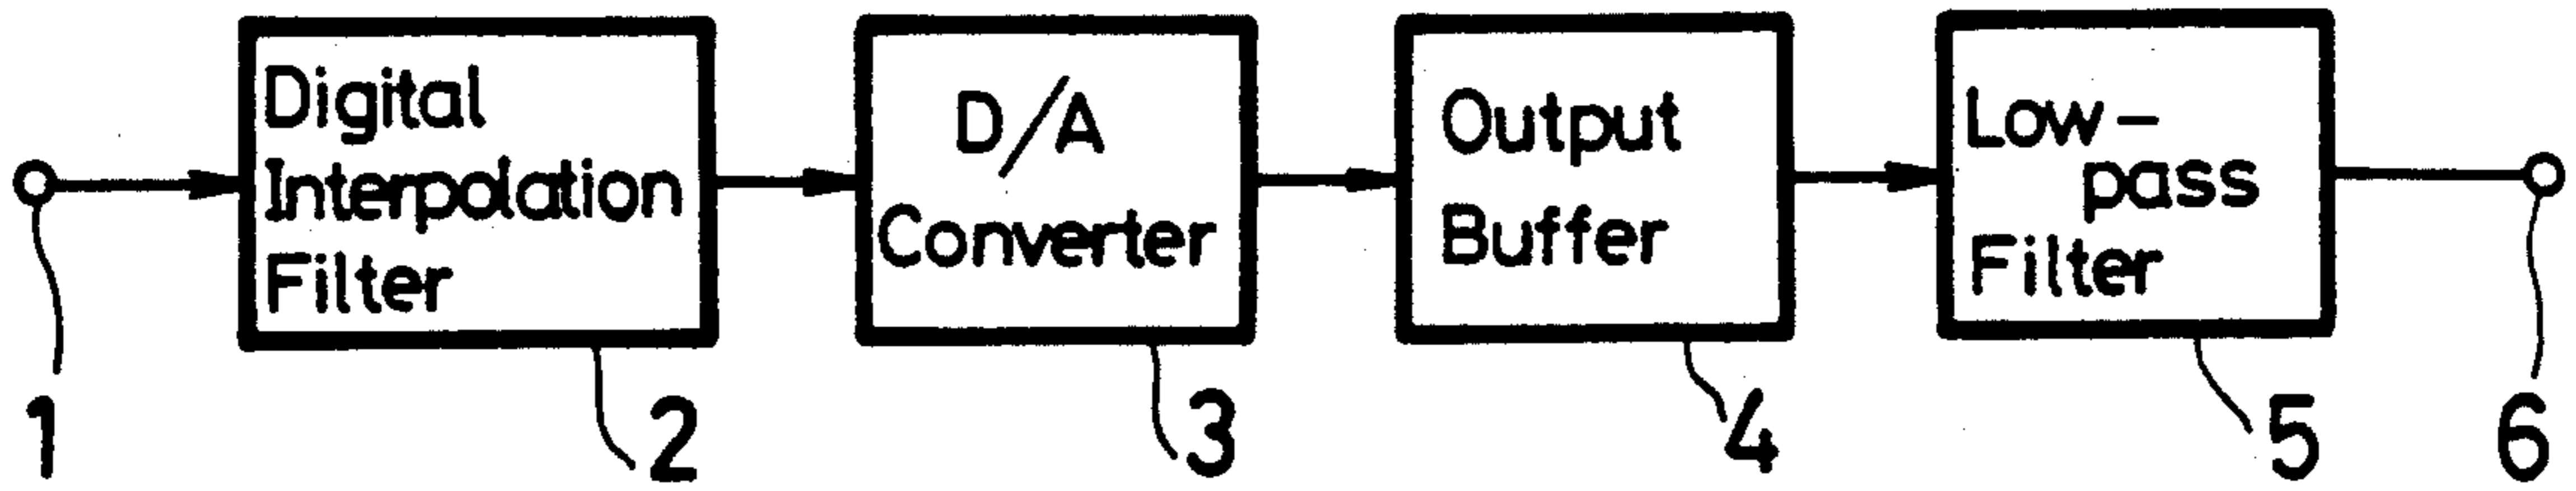 Digital
Interpolation
Filter
D/A
Converter
Output
Buffer
Low-
pass
Filter
1
2
3
4
5
6